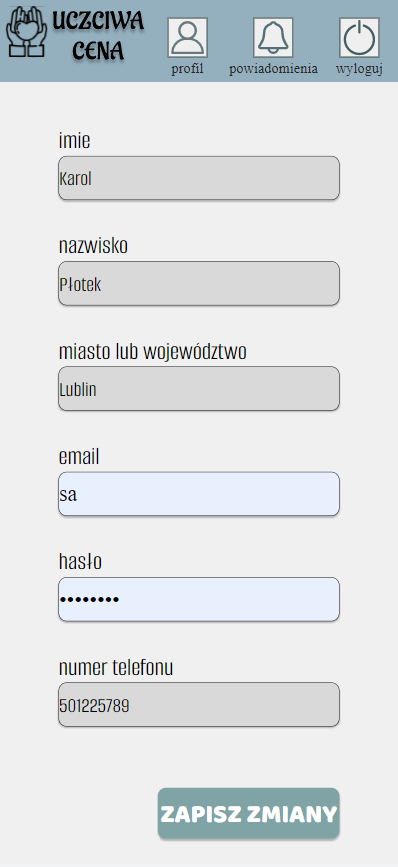 UCZCIWA
CENA
profil
powiadomienia
wyloguj
imie
Karol
nazwisko
Płotek
miasto lub województwo
Lublin
email
sa
hasło
••••••••
numer telefonu
501225789
ZAPISZ ZMIANY